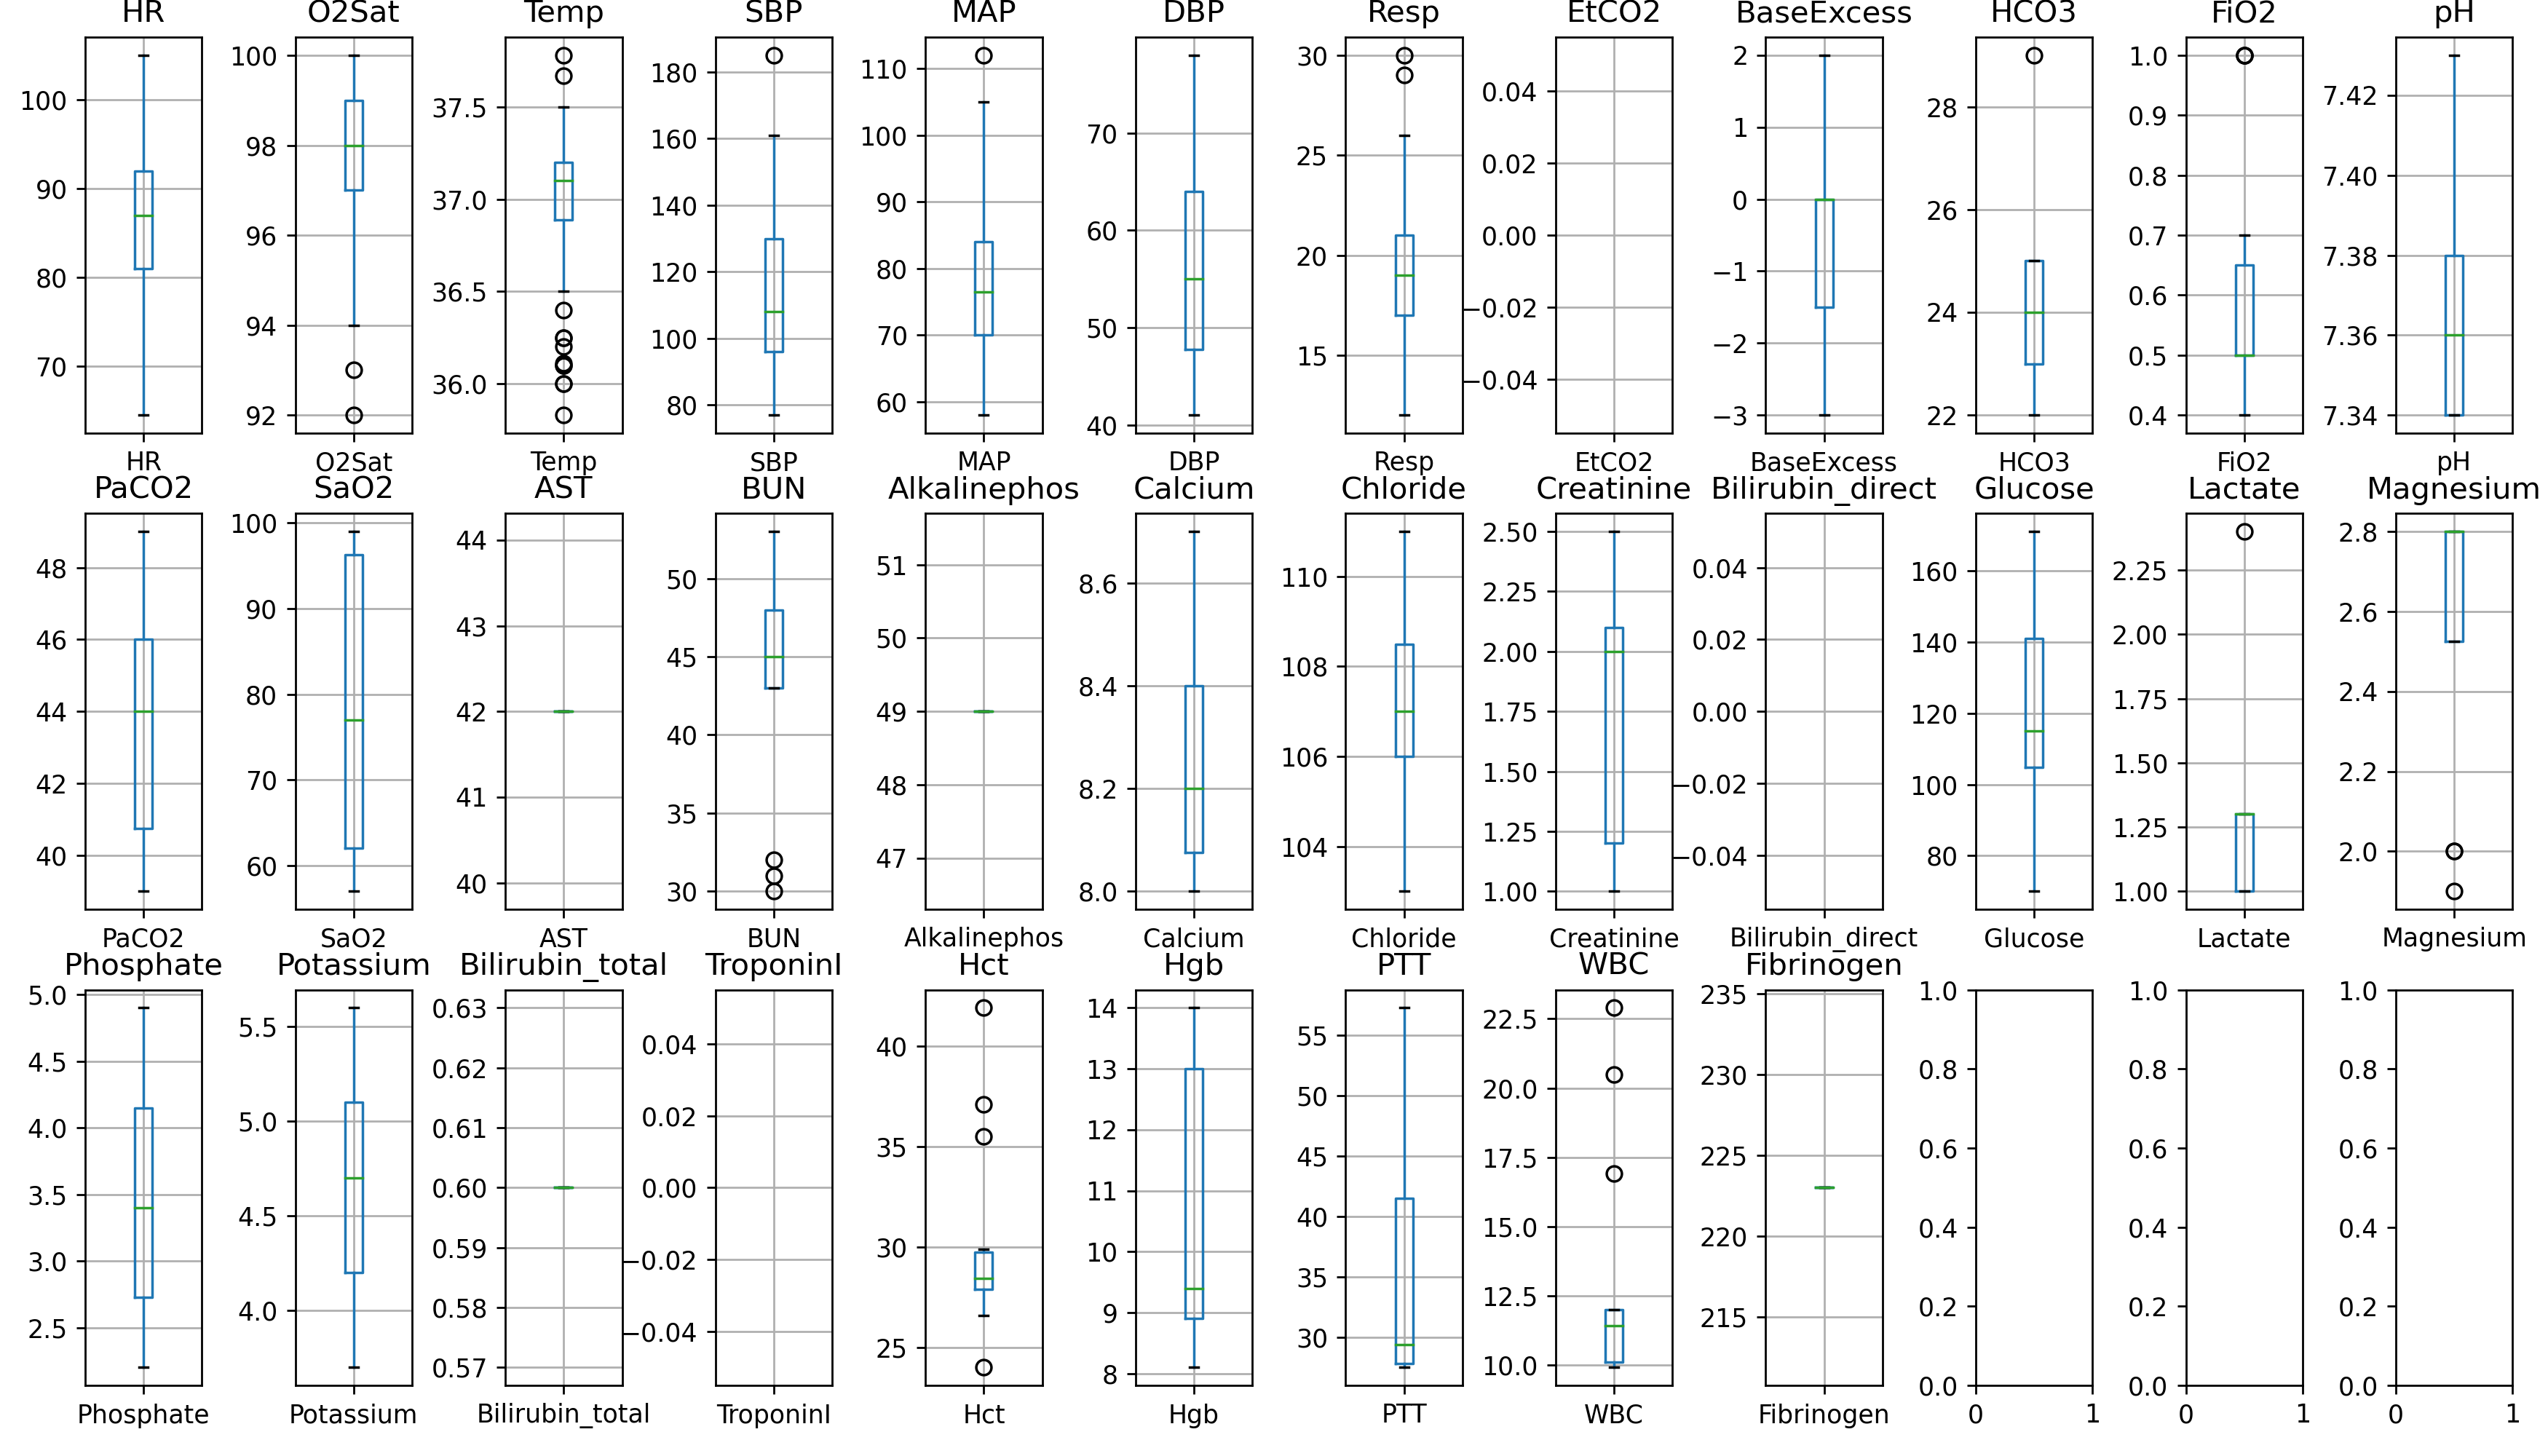 HR O2Sat Temp SBP MAP DBP Resp EtCO2 BaseExcess HCO3 FiO2 pH
100 90 80 70
100 98 96 94 92
37.5 37.0 36.5 36.0
180 160 140 120 100 80
110 100 90 80 70 60
70 60 50 40
30 25 20 15
0.04 0.02 0.00 −0.02 −0.04
2 1 0 −1 −2 −3
28 26 24 22
1.0 0.9 0.8 0.7 0.6 0.5 0.4
7.42 7.40 7.38 7.36 7.34
HR O2Sat Temp SBP MAP DBP Resp EtCO2 BaseExcess HCO3 FiO2 pH
PaCO2 SaO2 AST BUN Alkalinephos Calcium Chloride Creatinine Bilirubin_direct Glucose Lactate Magnesium
48 46 44 42 40
100 90 80 70 60
44 43 42 41 40
50 45 40 35 30
51 50 49 48 47
8.6 8.4 8.2 8.0
110 108 106 104
2.50 2.25 2.00 1.75 1.50 1.25 1.00
0.04 0.02 0.00 −0.02 −0.04
160 140 120 100 80
2.25 2.00 1.75 1.50 1.25 1.00
2.8 2.6 2.4 2.2 2.0
PaCO2 SaO2 AST BUN Alkalinephos Calcium Chloride Creatinine Bilirubin_direct Glucose Lactate Magnesium
Phosphate Potassium Bilirubin_total TroponinI Hct Hgb PTT WBC Fibrinogen
5.0 4.5 4.0 3.5 3.0 2.5
5.5 5.0 4.5 4.0
0.63 0.62 0.61 0.60 0.59 0.58 0.57
0.04 0.02 0.00 −0.02 −0.04
40 35 30 25
14 13 12 11 10 9 8
55 50 45 40 35 30
22.5 20.0 17.5 15.0 12.5 10.0
235 230 225 220 215
1.0 0.8 0.6 0.4 0.2 0.0
1.0 0.8 0.6 0.4 0.2 0.0
1.0 0.8 0.6 0.4 0.2 0.0
Phosphate Potassium Bilirubin_total TroponinI Hct Hgb PTT WBC Fibrinogen 0 1 0 1 0 1